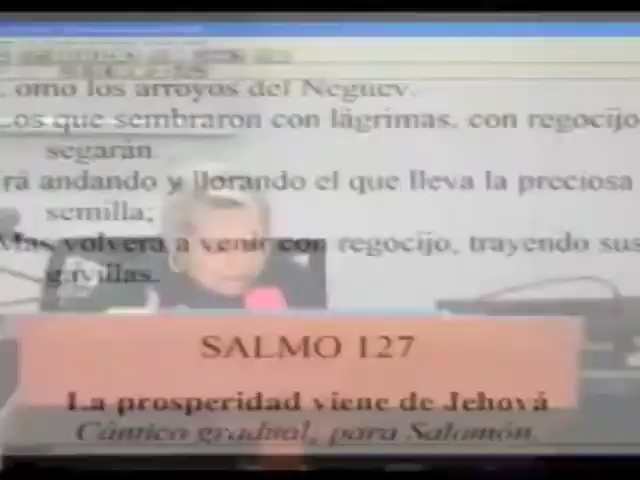 omo los arroyos del Neguev.
os que sembraron con lágrimas, con regocijo
segarán.
rá andando y llorando el que lleva la preciosa
semilla;
Mas volverá a venir con regocijo, trayendo sus
gavillas.
SALMO 127
La prosperidad viene de Jehová
Cántico gradual, para Salomón.